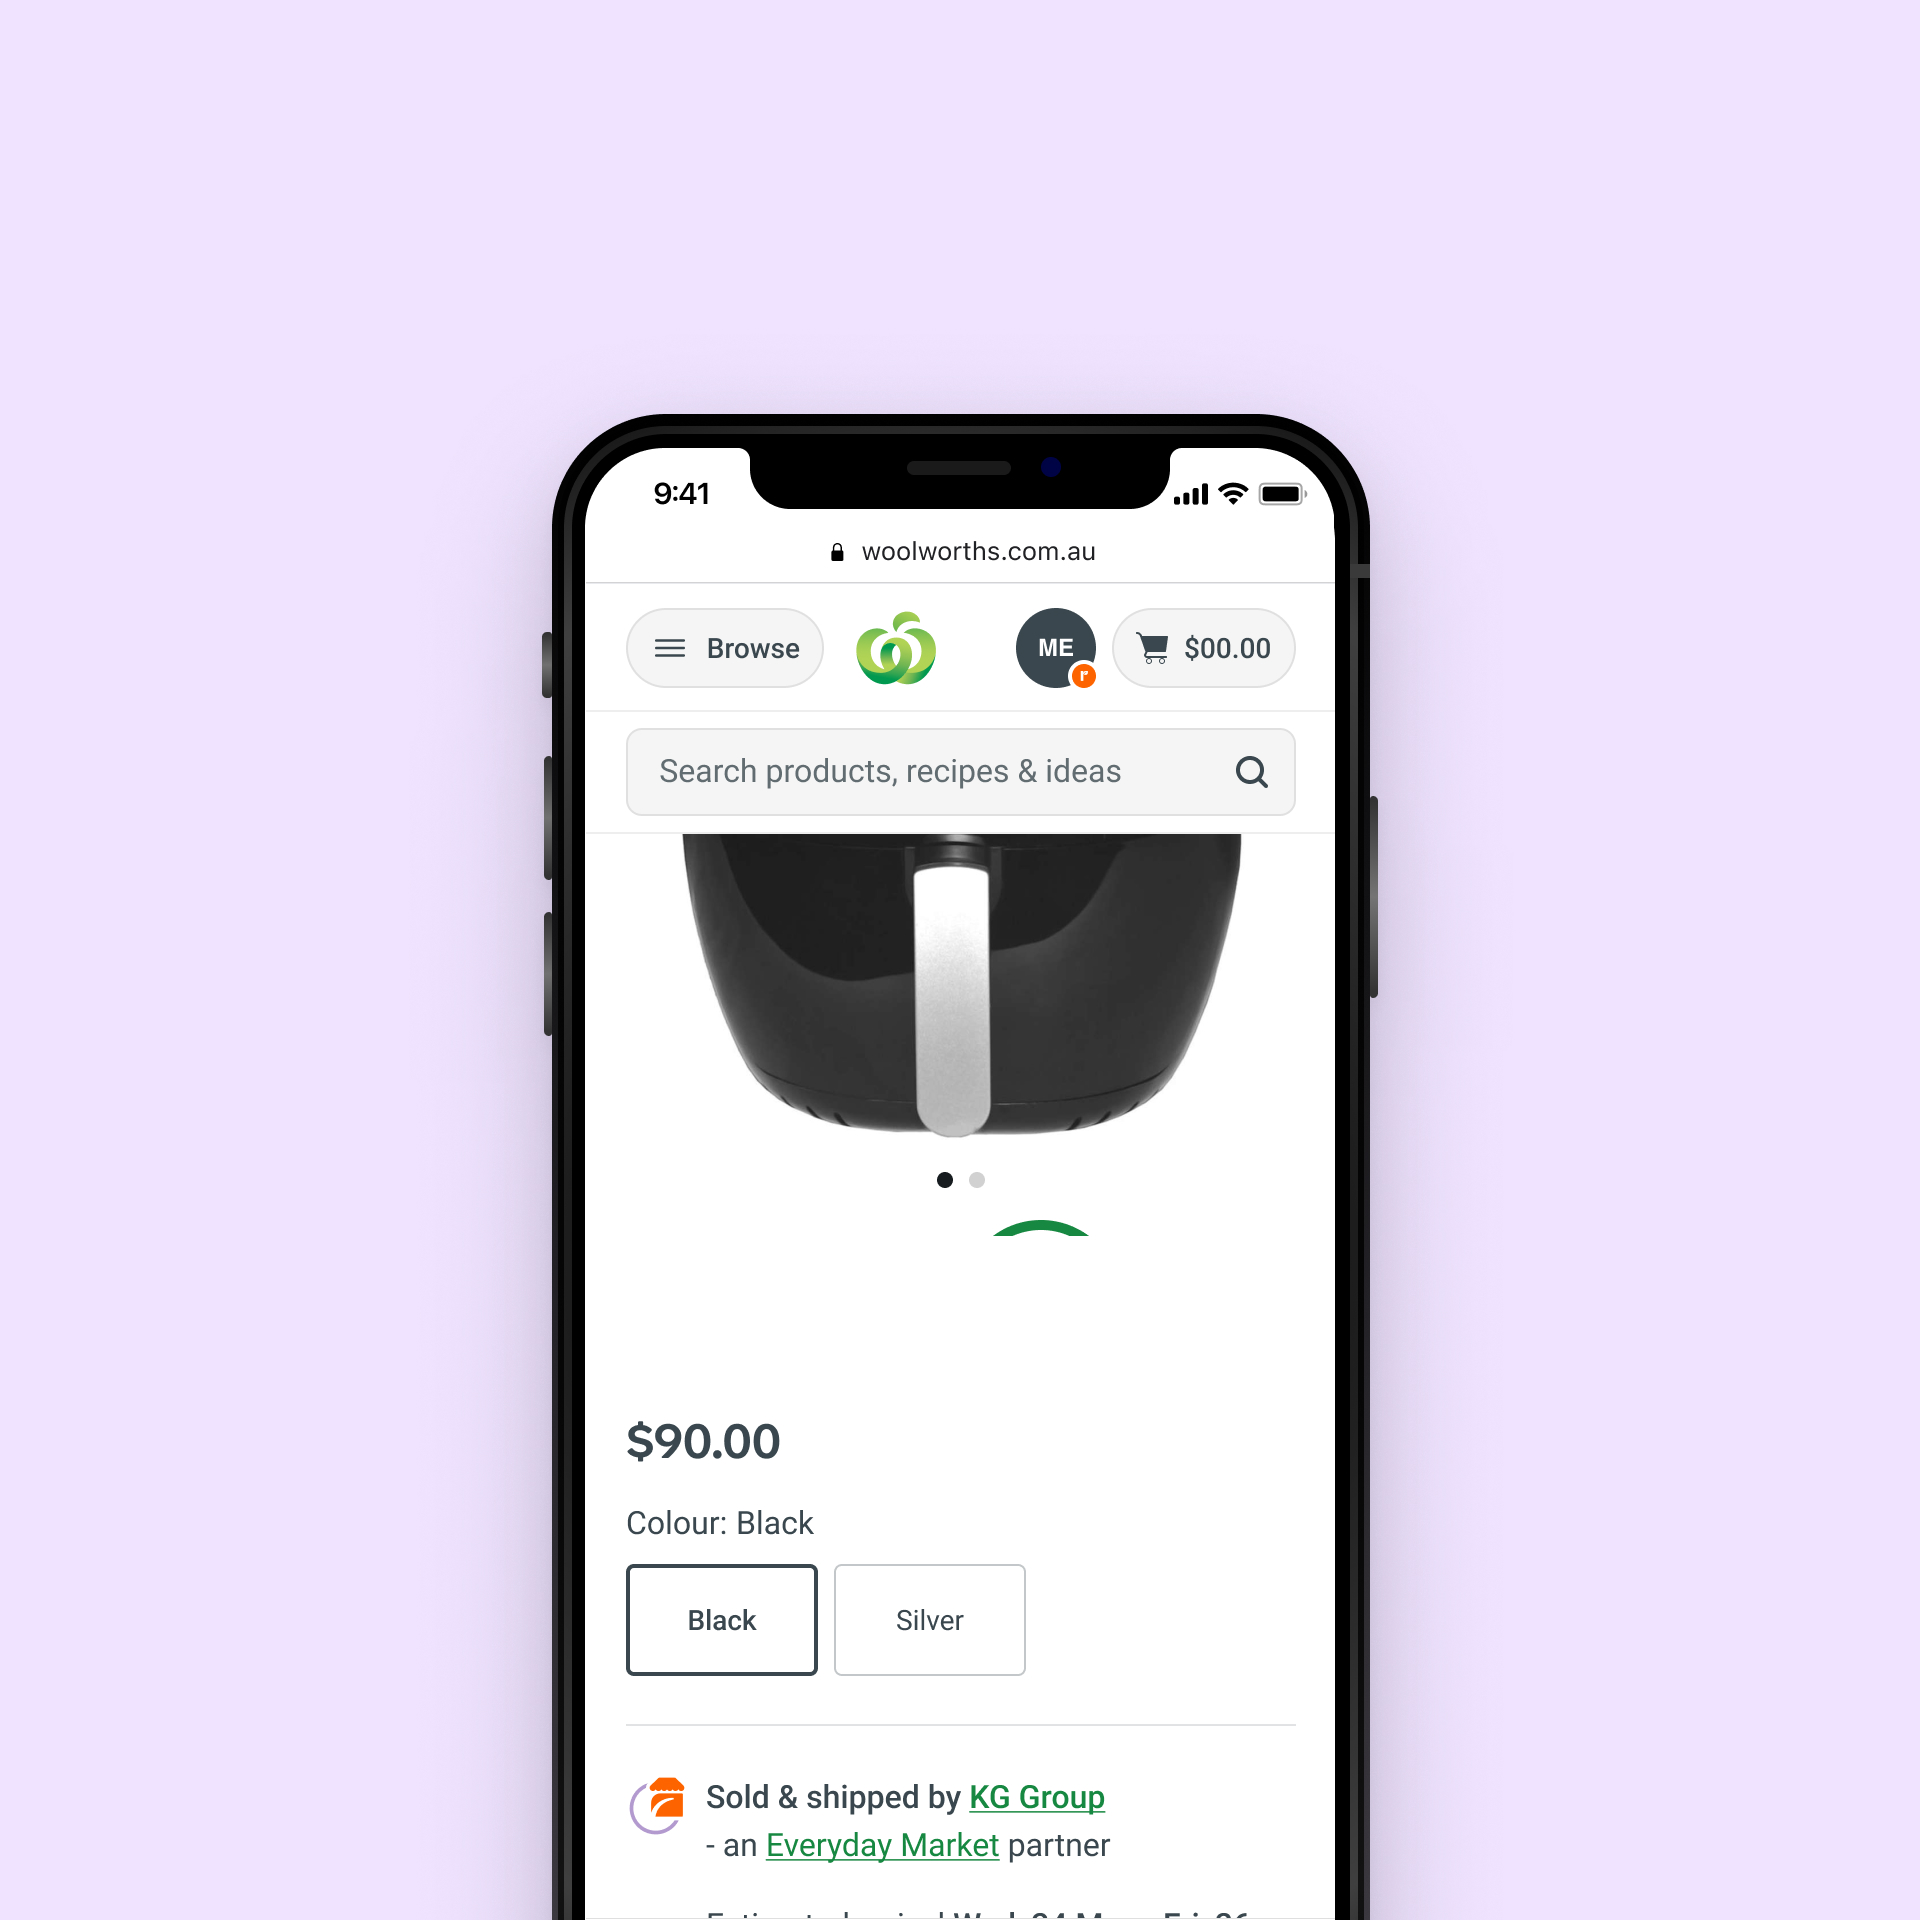 9:41
woolworths.com.au
Browse
ME
r
$00.00
Search products, recipes & ideas
$90.00
Colour: Black
Black
Silver
Sold & shipped by KG Group
- an Everyday Market partner